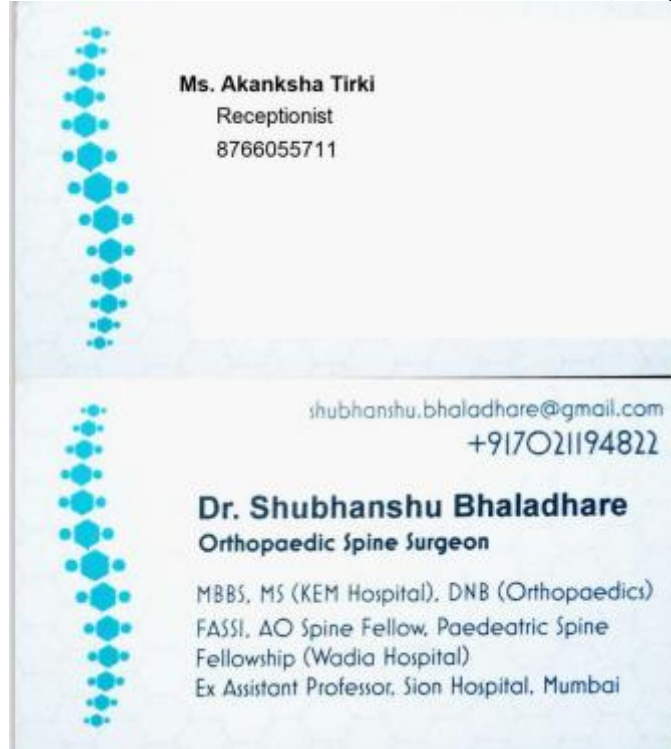 Ms. Akanksha Tirki
Receptionist
8766055711
shubhanshu.bhaladhare@gmail.com
+917021194822
Dr. Shubhanshu Bhaladhare
Orthopaedic Spine Surgeon
MBBS, MS (KEM Hospital), DNB (Orthopaedics)
FASSI, AO Spine Fellow, Paedeatric Spine
Fellowship (Wadia Hospital)
Ex Assistant Professor, Sion Hospital, Mumbai